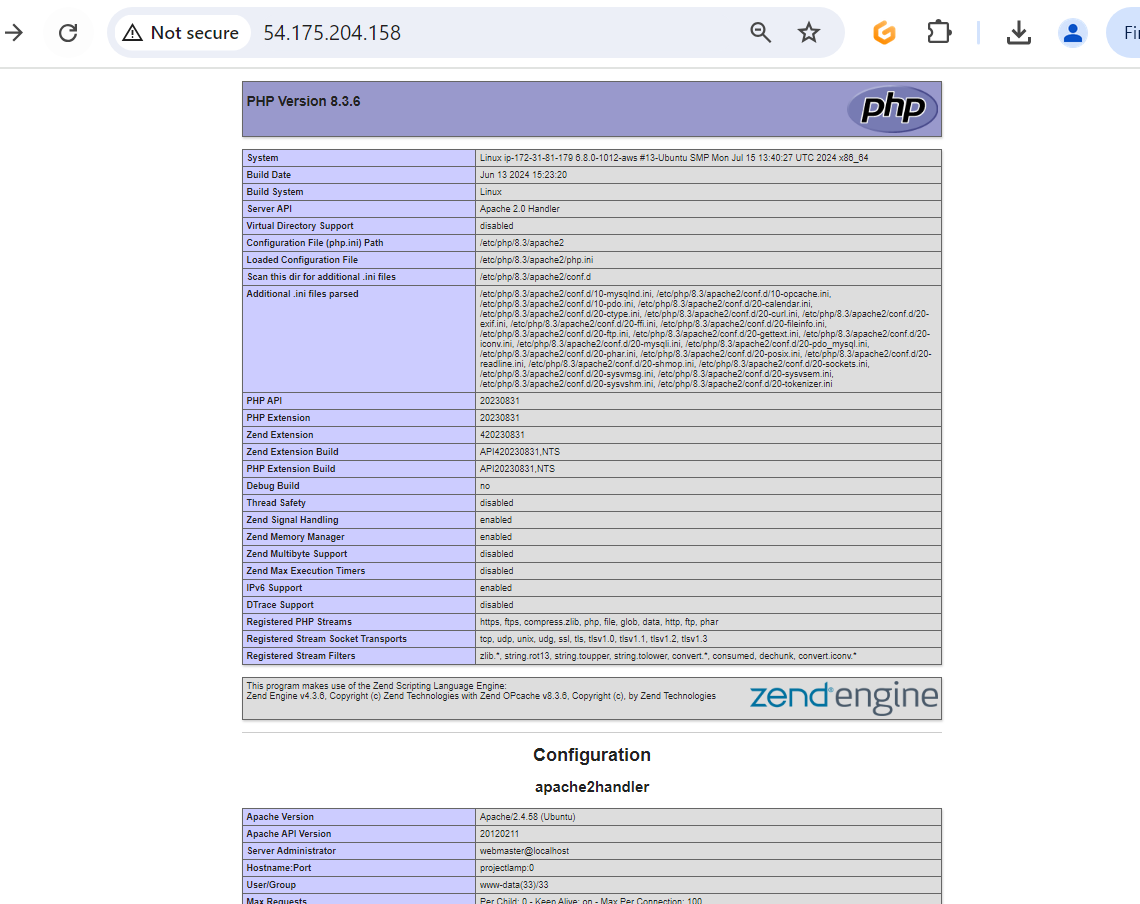 Not secure 54.175.204.158
Fi
PHP Version 8.3.6
php
System Linux ip-172-31-81-179 6.8.0-1012-aws #13-Ubuntu SMP Mon Jul 15 13:40:27 UTC 2024 x86_64
Build Date Jun 13 2024 15:23:20
Build System Linux
Server API Apache 2.0 Handler
Virtual Directory Support disabled
Configuration File (php.ini) Path /etc/php/8.3/apache2
Loaded Configuration File /etc/php/8.3/apache2/php.ini
Scan this dir for additional .ini files /etc/php/8.3/apache2/conf.d
Additional .ini files parsed /etc/php/8.3/apache2/conf.d/10-mysqlnd.ini, /etc/php/8.3/apache2/conf.d/10-opcache.ini,
/etc/php/8.3/apache2/conf.d/10-pdo.ini, /etc/php/8.3/apache2/conf.d/20-calendar.ini,
/etc/php/8.3/apache2/conf.d/20-ctype.ini, /etc/php/8.3/apache2/conf.d/20-curl.ini, /etc/php/8.3/apache2/conf.d/20-
exif.ini, /etc/php/8.3/apache2/conf.d/20-ffi.ini, /etc/php/8.3/apache2/conf.d/20-fileinfo.ini,
/etc/php/8.3/apache2/conf.d/20-ftp.ini, /etc/php/8.3/apache2/conf.d/20-gettext.ini, /etc/php/8.3/apache2/conf.d/20-
iconv.ini, /etc/php/8.3/apache2/conf.d/20-mysqli.ini, /etc/php/8.3/apache2/conf.d/20-pdo_mysql.ini,
/etc/php/8.3/apache2/conf.d/20-phar.ini, /etc/php/8.3/apache2/conf.d/20-posix.ini, /etc/php/8.3/apache2/conf.d/20-
readline.ini, /etc/php/8.3/apache2/conf.d/20-shmop.ini, /etc/php/8.3/apache2/conf.d/20-sockets.ini,
/etc/php/8.3/apache2/conf.d/20-sysvmsg.ini, /etc/php/8.3/apache2/conf.d/20-sysvsem.ini,
/etc/php/8.3/apache2/conf.d/20-sysvshm.ini, /etc/php/8.3/apache2/conf.d/20-tokenizer.ini
PHP API 20230831
PHP Extension 20230831
Zend Extension 420230831
Zend Extension Build API420230831,NTS
PHP Extension Build API20230831,NTS
Debug Build no
Thread Safety disabled
Zend Signal Handling enabled
Zend Memory Manager enabled
Zend Multibyte Support disabled
Zend Max Execution Timers disabled
IPv6 Support enabled
DTrace Support disabled
Registered PHP Streams https, ftps, compress.zlib, php, file, glob, data, http, ftp, phar
Registered Stream Socket Transports tcp, udp, unix, udg, ssl, tls, tlsv1.0, tlsv1.1, tlsv1.2, tlsv1.3
Registered Stream Filters zlib.*, string.rot13, string.toupper, string.tolower, convert.*, consumed, dechunk, convert.iconv.*
This program makes use of the Zend Scripting Language Engine:
Zend Engine v4.3.6, Copyright (c) Zend Technologies with Zend OPcache v8.3.6, Copyright (c), by Zend Technologies
zend®engine
Configuration
apache2handler
Apache Version Apache/2.4.58 (Ubuntu)
Apache API Version 20120211
Server Administrator webmaster@localhost
Hostname:Port projectlamp:0
User/Group www-data(33)/33
Max Requests Per Child: 0 - Keep Alive: on - Max Per Connection: 100